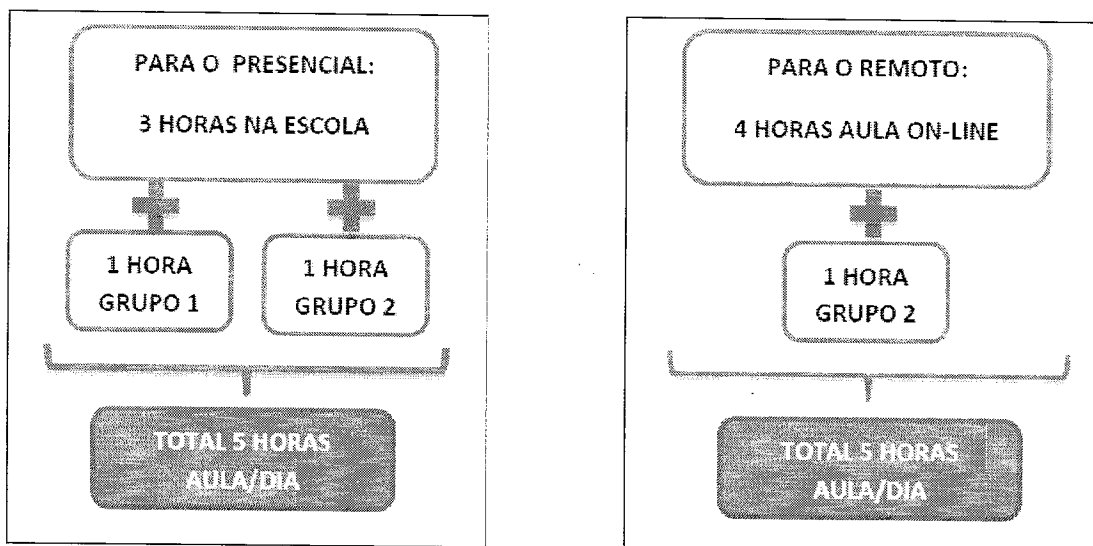 PARA O PRESENCIAL:
3 HORAS NA ESCOLA
1 HORA
GRUPO 1
1 HORA
GRUPO 2
TOTAL 5 HORAS
AULA/DIA
PARA O REMOTO:
4 HORAS AULA ON-LINE
1 HORA
GRUPO 2
TOTAL 5 HORAS
AULA/DIA